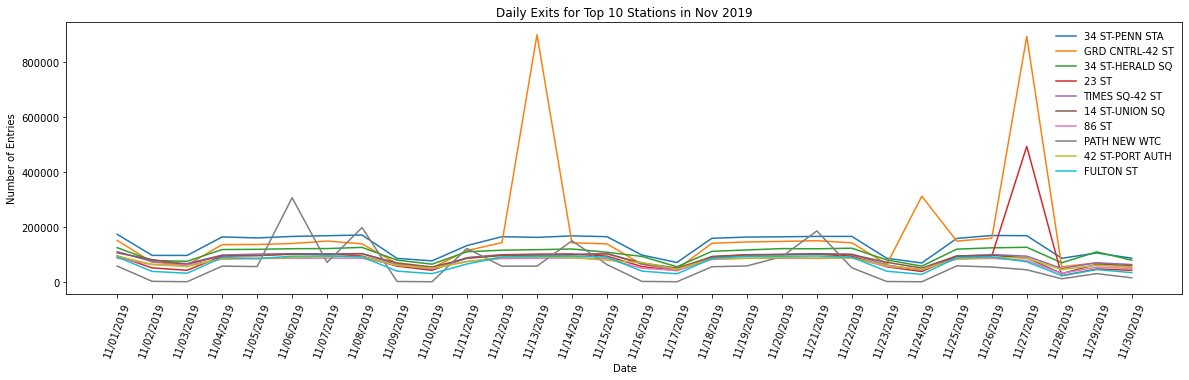 Daily Exits for Top 10 Stations in Nov 2019
Number of Entries
800000
600000
400000
200000
0
34 ST-PENN STA
GRD CNTRL-42 ST
34 ST-HERALD SQ
23 ST
TIMES SQ-42 ST
14 ST-UNION SQ
86 ST
PATH NEW WTC
42 ST-PORT AUTH
FULTON ST
11/01/2019
11/02/2019
11/03/2019
11/04/2019
11/05/2019
11/06/2019
11/07/2019
11/08/2019
11/09/2019
11/10/2019
11/11/2019
11/12/2019
11/13/2019
11/14/2019
11/15/2019
11/16/2019
11/17/2019
11/18/2019
11/19/2019
11/20/2019
11/21/2019
11/22/2019
11/23/2019
11/24/2019
11/25/2019
11/26/2019
11/27/2019
11/28/2019
11/29/2019
11/30/2019
Date